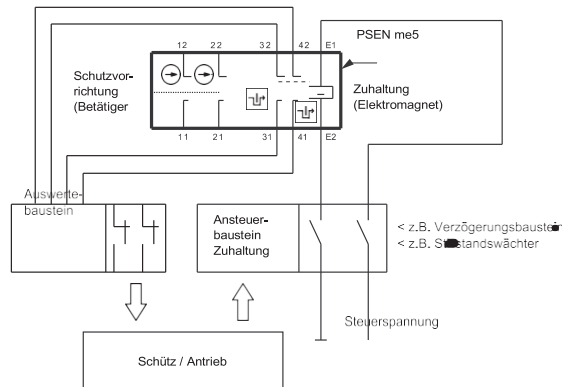 12 22 32 42 E1
PSEN me5
Schutzvor-
richtung
(Betätiger
Zuhaltung
(Elektromagnet)
11 21 31 41 E2
Auswerte-
baustein
Ansteuer-
baustein
Zuhaltung
< z.B. Verzögerungsbaustein
< z.B.
Steuerspannung
Schütz / Antrieb